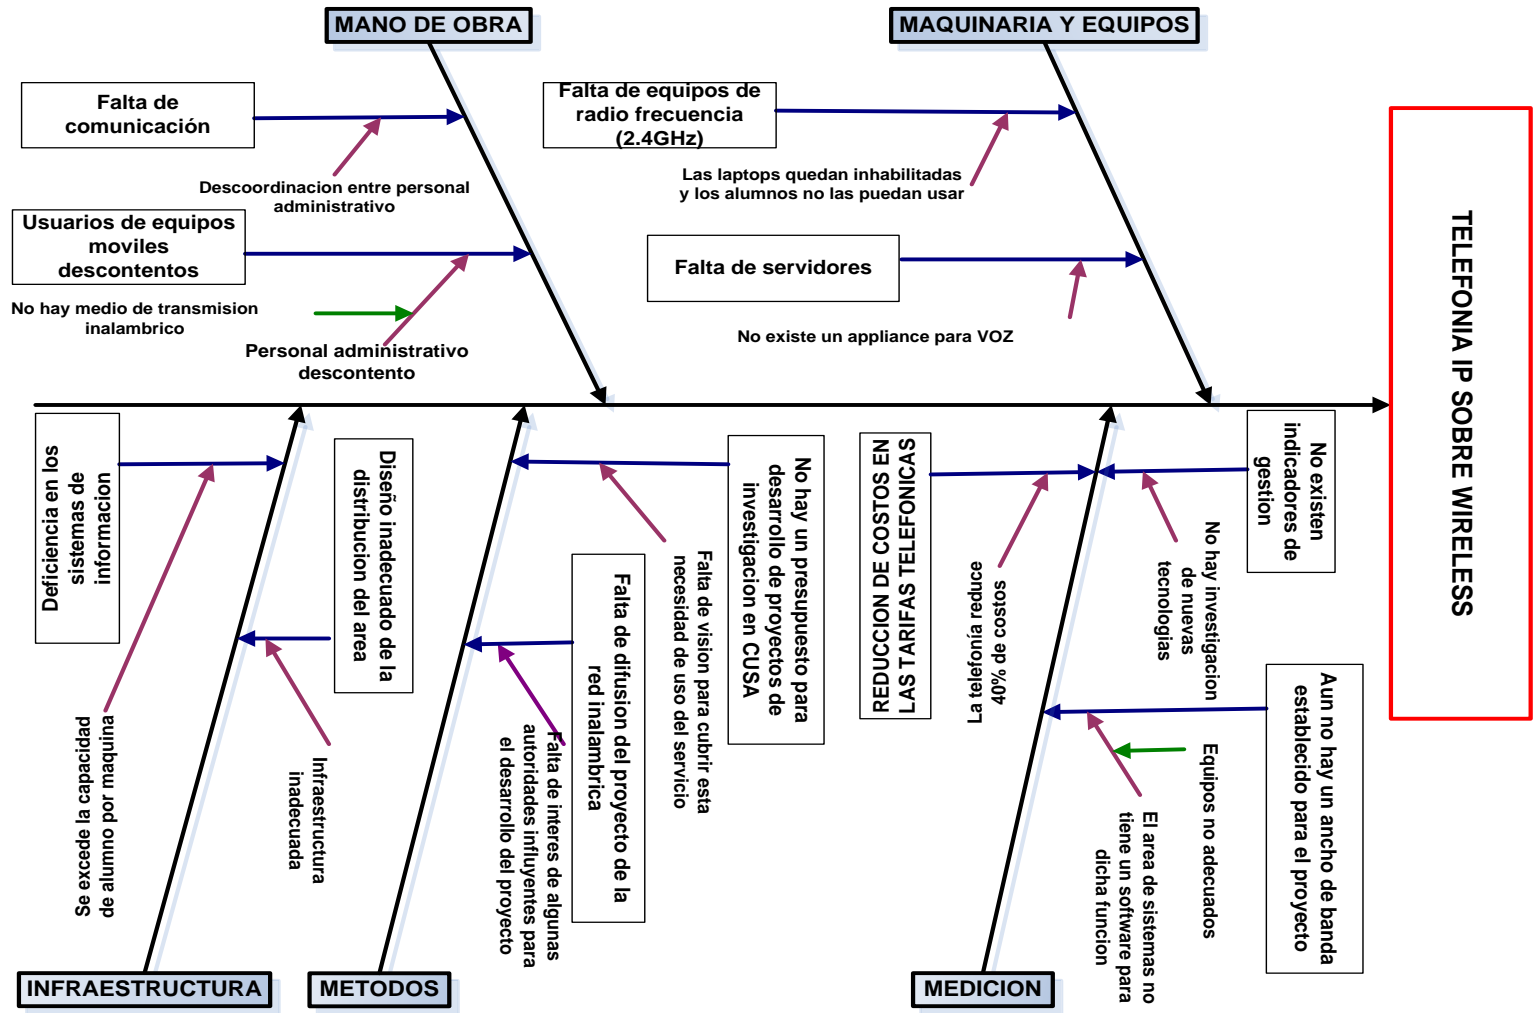 MANO DE OBRA
MAQUINARIA Y EQUIPOS
Falta de
comunicación
Descoordinacion entre personal
administrativo
Usuarios de equipos
moviles
descontentos
No hay medio de transmision
inalambrico
Personal administrativo
descontento
Falta de equipos de
radio frecuencia
(2.4GHz)
Las laptops quedan inhabilitadas
y los alumnos no las puedan usar
Falta de servidores
No existe un appliance para VOZ
TELEFONIA IP SOBRE WIRELESS
Deficiencia en los
sistemas de
informacion
Se excede la capacidad
de alumno por maquina
Diseño inadecuado de la
distribucion del area
Infraestructura
inadecuada
No hay un presupuesto para
desarrollo de proyectos de
investigacion en CUSA
Falta de vision para cubrir esta
necesidad de uso del servicio
Falta de difusion del proyecto de la
red inalambrica
Falta de interes de algunas
autoridades influyentes para
el desarrollo del proyecto
REDUCCION DE COSTOS EN
LAS TARIFAS TELEFONICAS
La telefonía reduce
40% de costos
No existen
indicadores de
gestion
No hay investigacion
de nuevas
tecnologias
Aun no hay un ancho de banda
establecido para el proyecto
Equipos no adecuados
El area de sistemas no
tiene un software para
dicha funcion
INFRAESTRUCTURA
METODOS
MEDICION